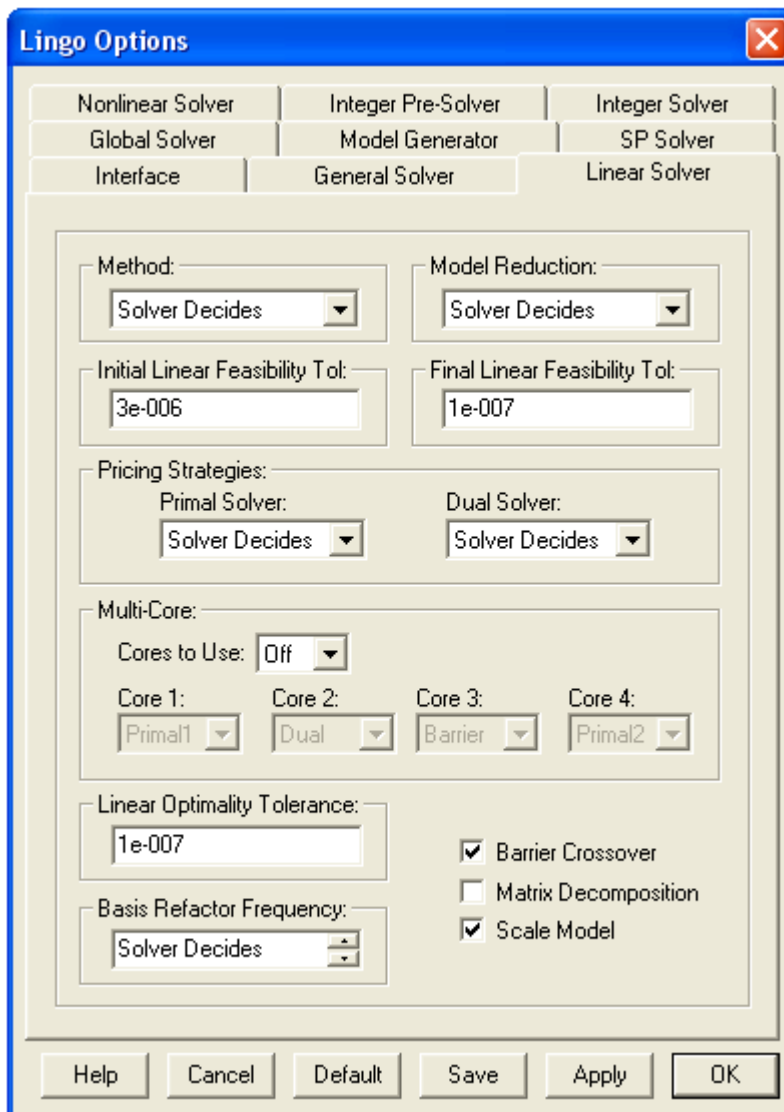 Lingo Options
Nonlinear Solver Integer Pre-Solver Integer Solver
Global Solver Model Generator SP Solver
Interface General Solver Linear Solver
Method: Model Reduction:
Solver Decides Solver Decides
Initial Linear Feasibility Tol: Final Linear Feasibility Tol:
3e-006 1e-007
Pricing Strategies:
Primal Solver: Dual Solver:
Solver Decides Solver Decides
Multi-Core:
Cores to Use: Off
Core 1: Core 2: Core 3: Core 4:
Primal1 Dual Barrier Primal2
Linear Optimality Tolerance:
1e-007
Barrier Crossover
Matrix Decomposition
Basis Refactor Frequency:
Scale Model
Solver Decides
Help Cancel Default Save Apply OK